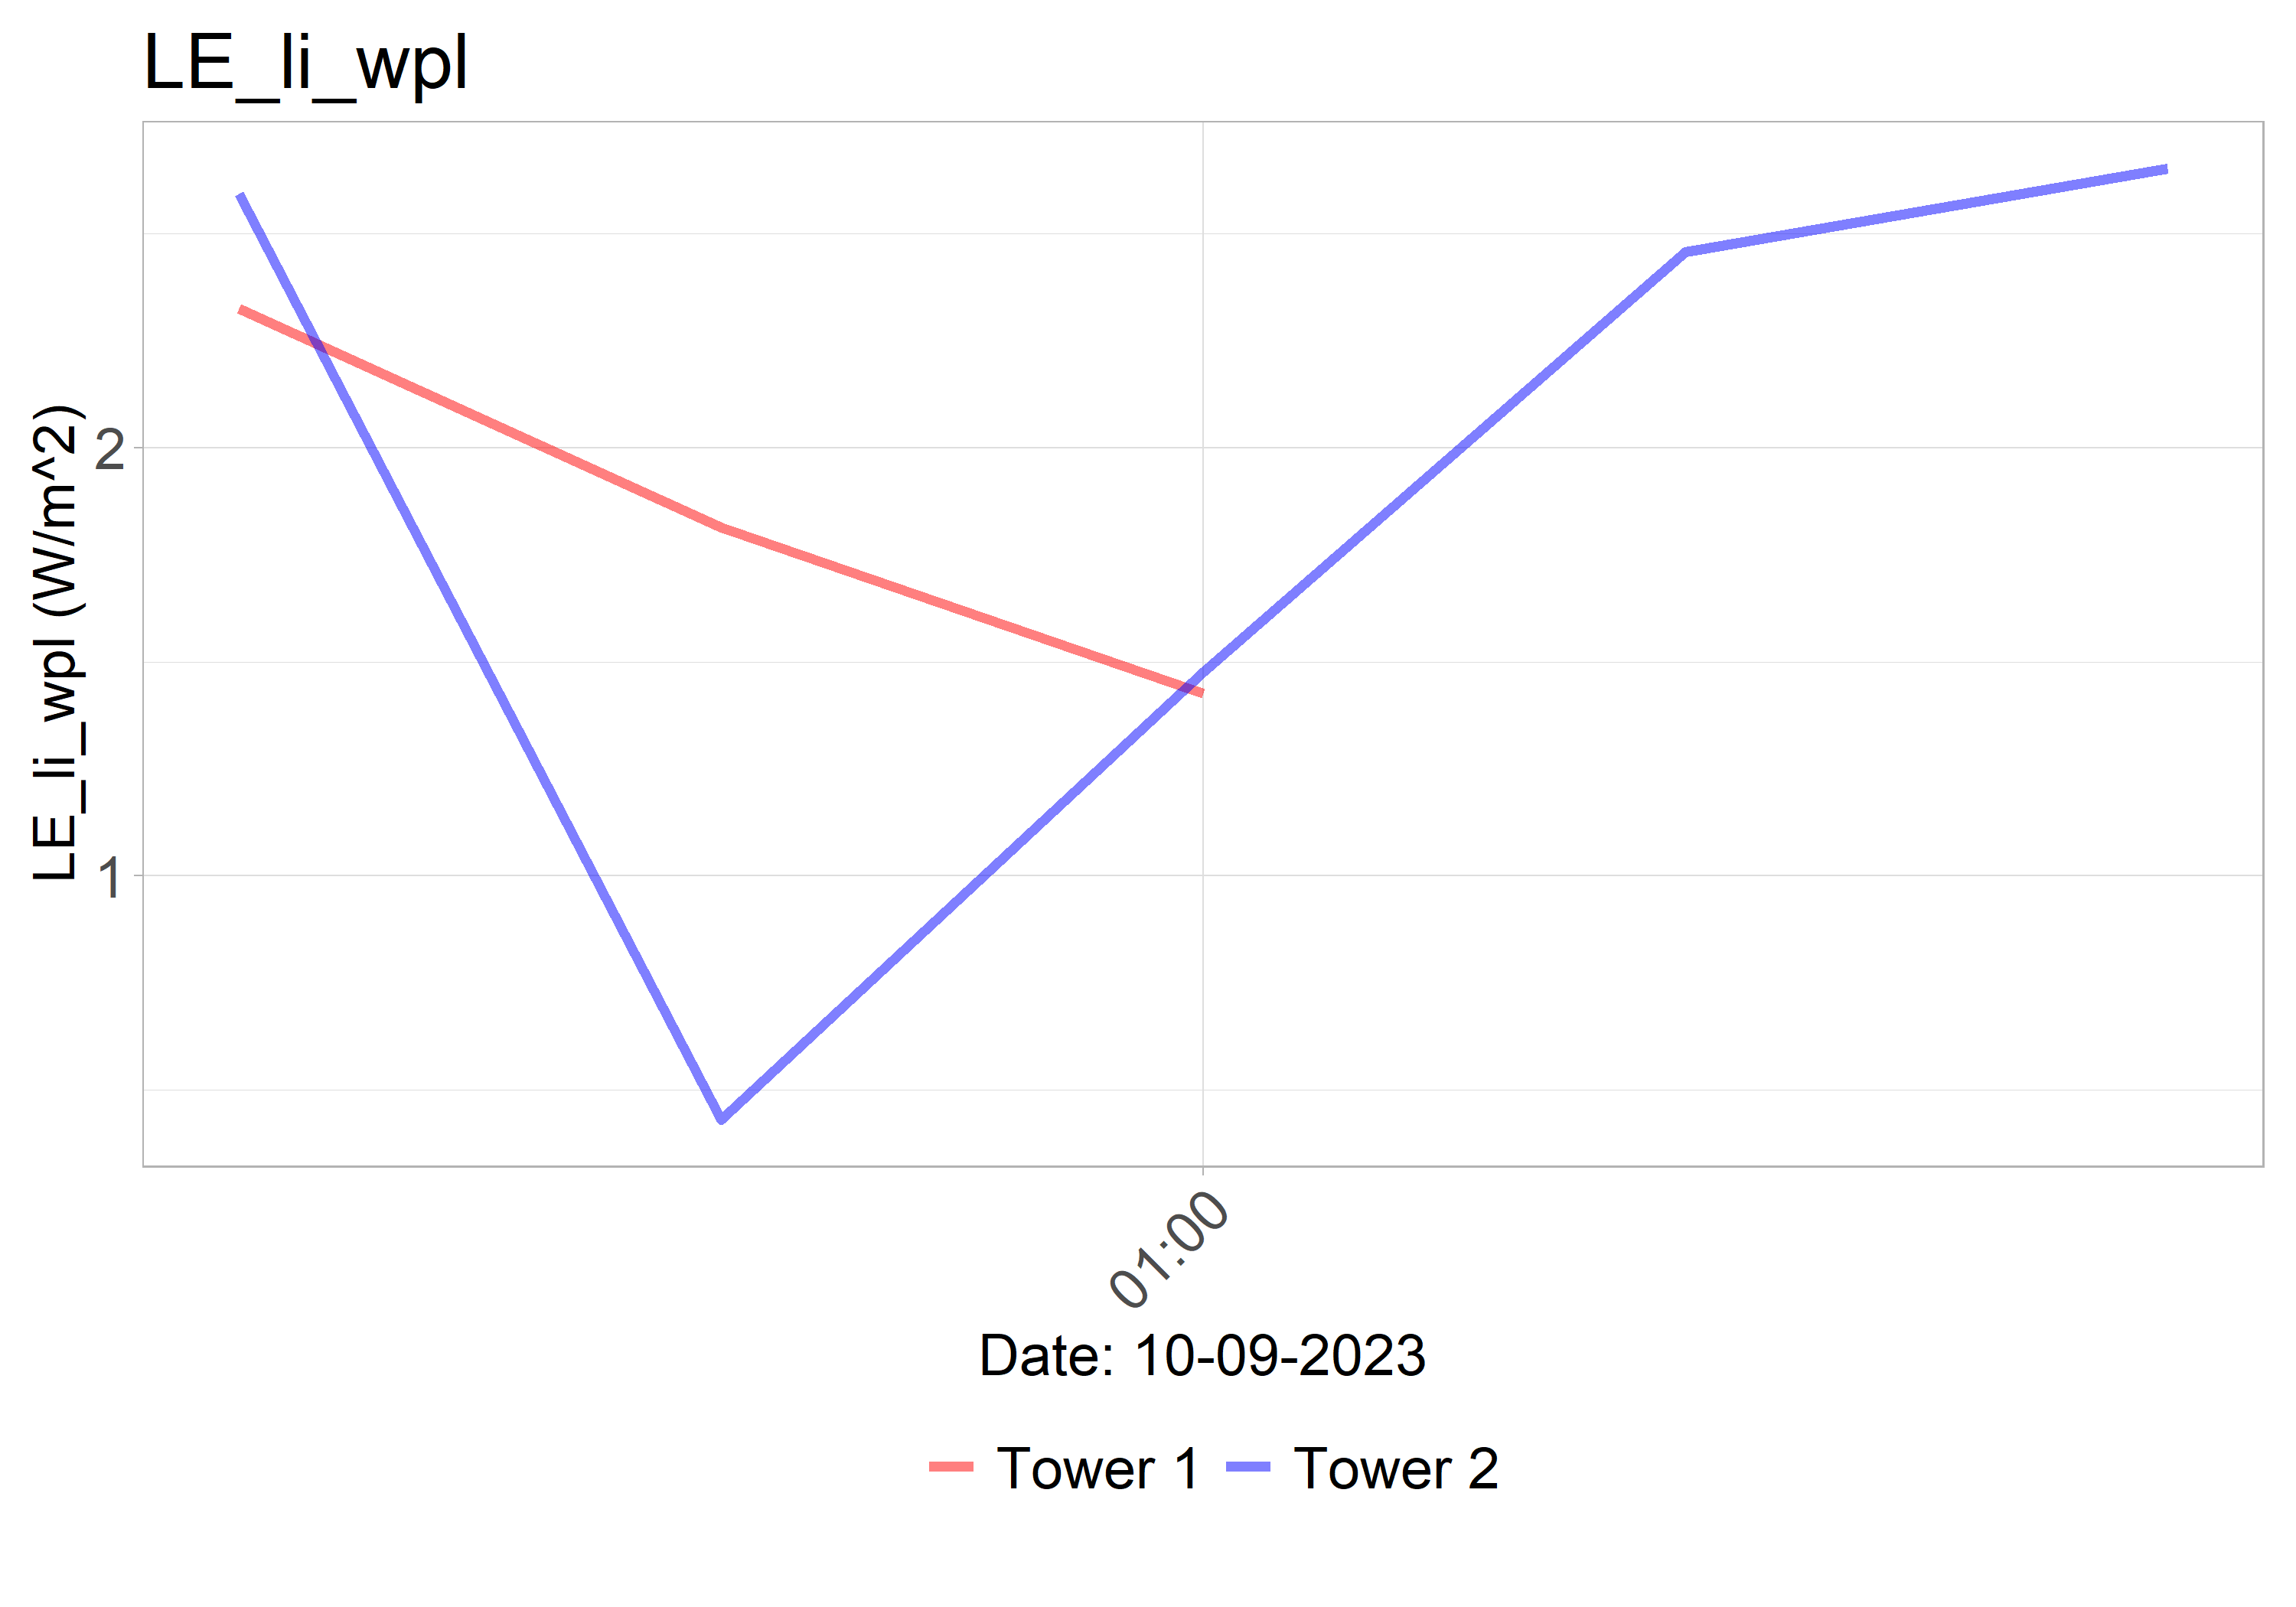 LE_li_wpl
LE_li_wpl (W/m^2)
2
1
01:00
Date: 10-09-2023
Tower 1 Tower 2